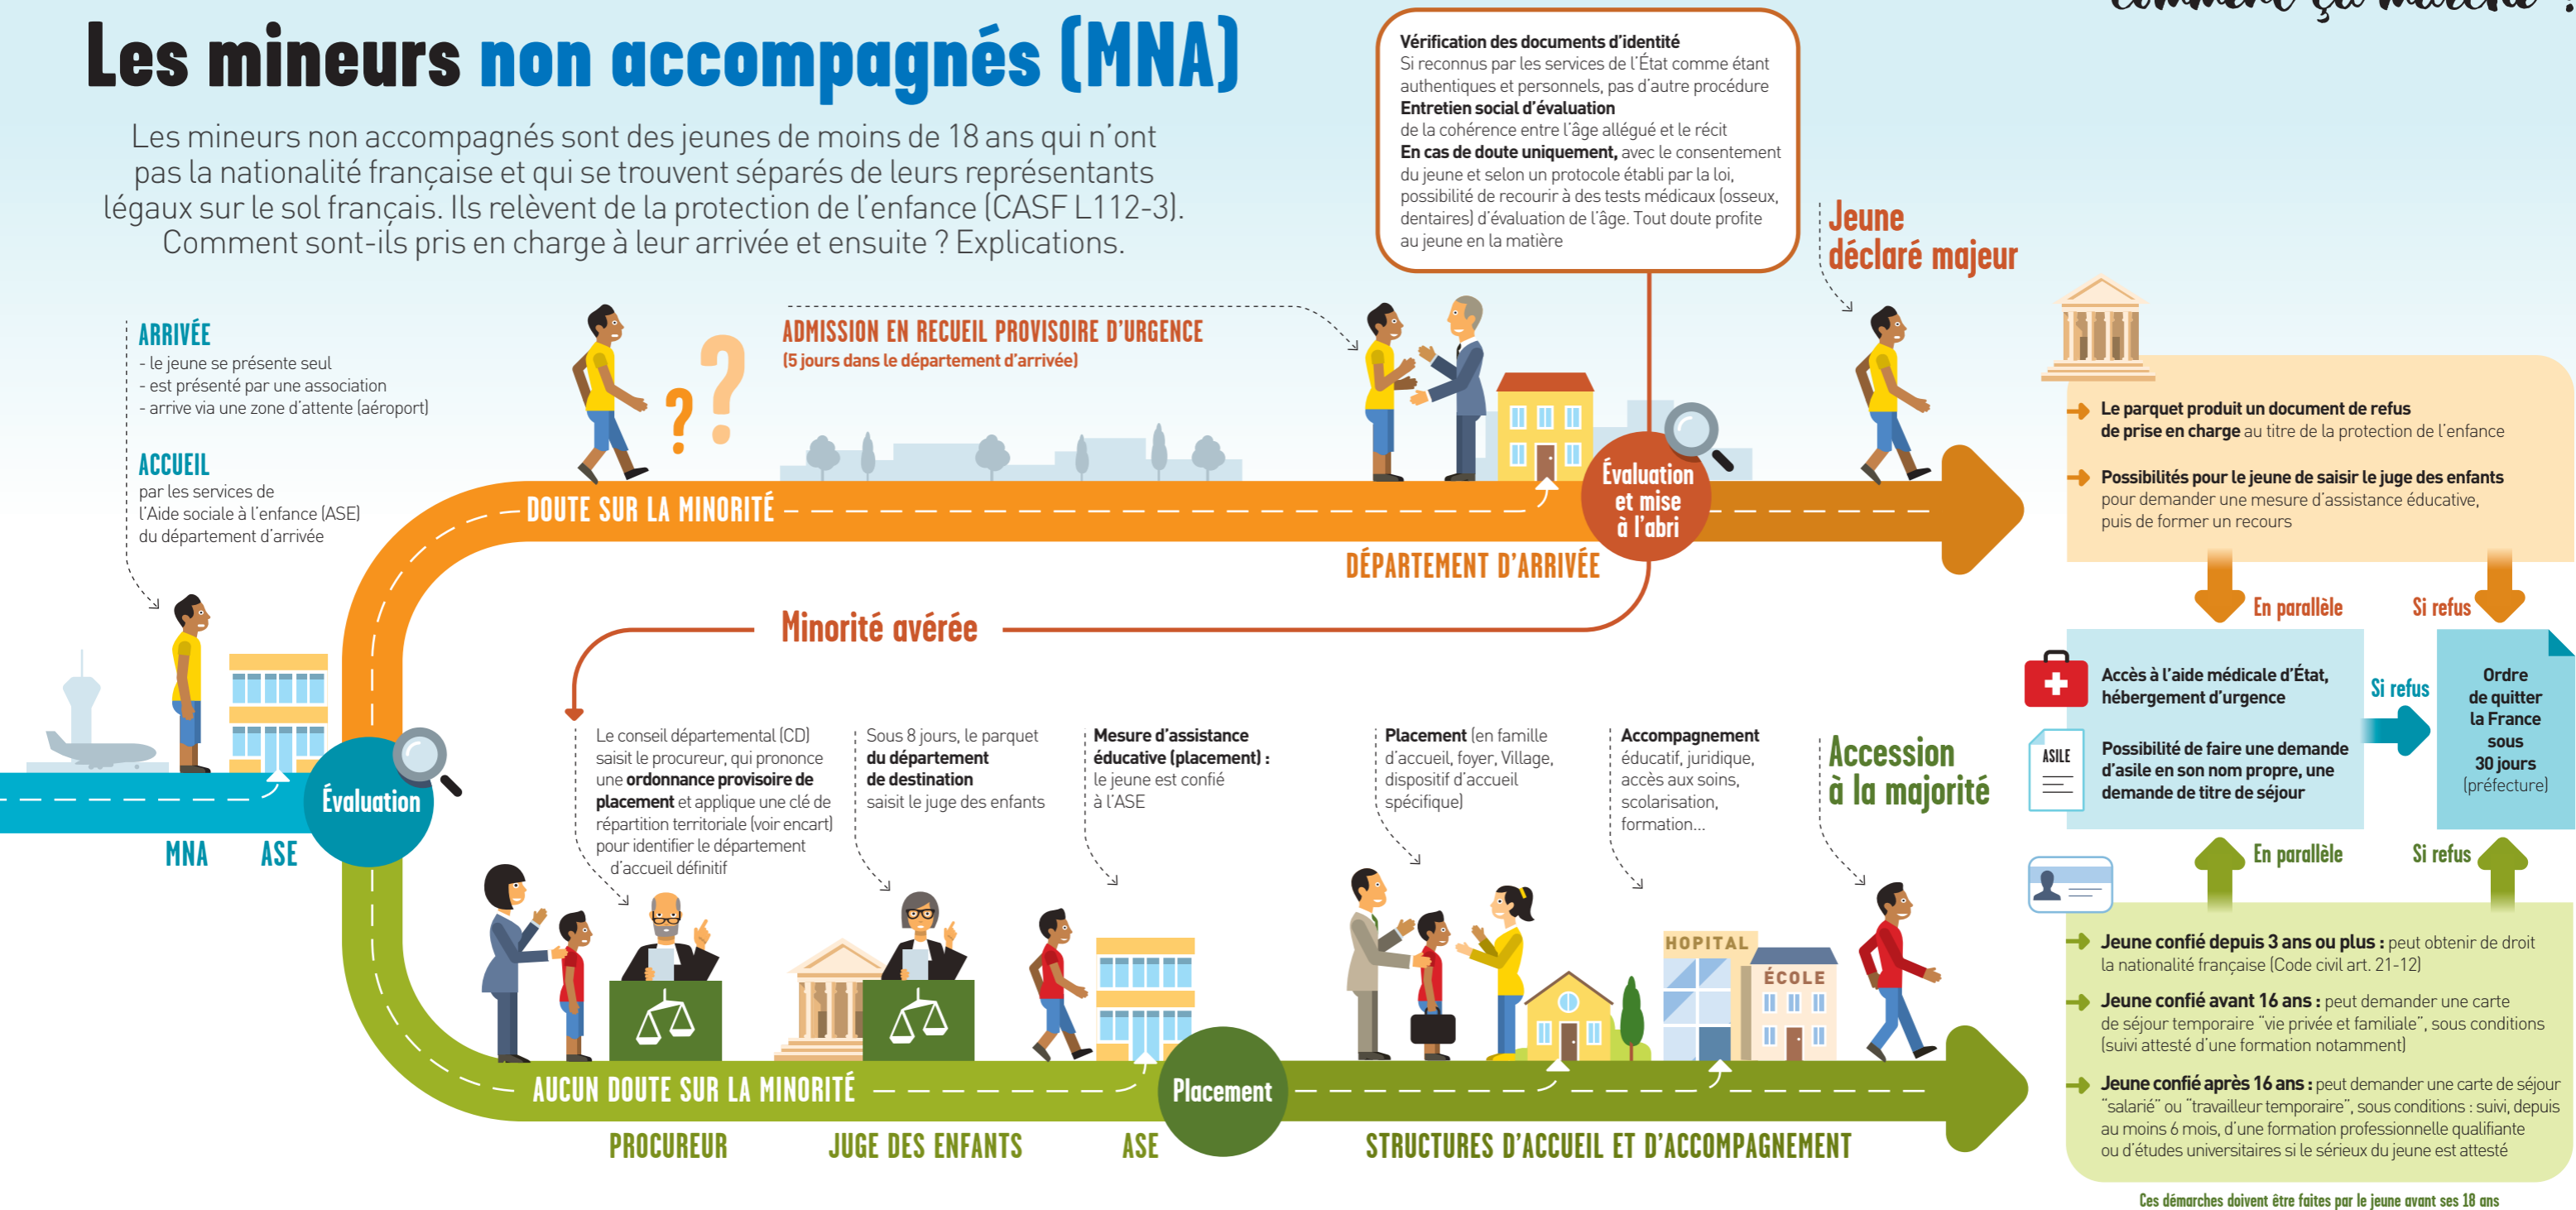 comment ça marche ?
Les mineurs non accompagnés (MNA)
Les mineurs non accompagnés sont des jeunes de moins de 18 ans qui n'ont
pas la nationalité française et qui se trouvent séparés de leurs représentants
légaux sur le sol français. Ils relèvent de la protection de l'enfance (CASF L112-3).
Comment sont-ils pris en charge à leur arrivée et ensuite ? Explications.
Vérification des documents d'identité
Si reconnus par les services de l'État comme étant
authentiques et personnels, pas d'autre procédure
Entretien social d'évaluation
de la cohérence entre l'âge allégué et le récit
En cas de doute uniquement, avec le consentement
du jeune et selon un protocole établi par la loi,
possibilité de recourir à des tests médicaux (osseux,
dentaires) d'évaluation de l'âge. Tout doute profite
au jeune en la matière
ARRIVÉE
- le jeune se présente seul
- est présenté par une association
- arrive via une zone d'attente (aéroport)
ACCUEIL
par les services de
l'Aide sociale à l'enfance (ASE)
du département d'arrivée
MNA
ASE
Évaluation
? ?
ADMISSION EN RECUEIL PROVISOIRE D'URGENCE
(5 jours dans le département d'arrivée)
DOUTE SUR LA MINORITÉ
DÉPARTEMENT D'ARRIVÉE
Évaluation
et mise
à l'abri
Jeune
déclaré majeur
Le parquet produit un document de refus
de prise en charge au titre de la protection de l'enfance
Possibilités pour le jeune de saisir le juge des enfants
pour demander une mesure d'assistance éducative,
puis de former un recours
En parallèle
Si refus
Minorité avérée
Le conseil départemental (CD)
saisit le procureur, qui prononce
une ordonnance provisoire de
placement et applique une clé de
répartition territoriale (voir encart)
pour identifier le département
d'accueil définitif
Sous 8 jours, le parquet
du département
de destination
saisit le juge des enfants
Mesure d'assistance
éducative (placement) :
le jeune est confié
à l'ASE
Placement (en famille
d'accueil, foyer, Village,
dispositif d'accueil
spécifique)
Accompagnement
éducatif, juridique,
accès aux soins,
scolarisation,
formation...
Accession
à la majorité
HOPITAL
ÉCOLE
AUCUN DOUTE SUR LA MINORITÉ
Placement
PROCUREUR
JUGE DES ENFANTS
ASE
STRUCTURES D'ACCUEIL ET D'ACCOMPAGNEMENT
Accès à l'aide médicale d'État,
hébergement d'urgence
ASILE
Possibilité de faire une demande
d'asile en son nom propre, une
demande de titre de séjour
Si refus
Ordre
de quitter
la France
sous
30 jours
(préfecture)
En parallèle
Si refus
Jeune confié depuis 3 ans ou plus : peut obtenir de droit
la nationalité française (Code civil art. 21-12)
Jeune confié avant 16 ans : peut demander une carte
de séjour temporaire "vie privée et familiale", sous conditions
(suivi attesté d'une formation notamment)
Jeune confié après 16 ans : peut demander une carte de séjour
"salarié" ou "travailleur temporaire", sous conditions : suivi, depuis
au moins 6 mois, d'une formation professionnelle qualifiante
ou d'études universitaires si le sérieux du jeune est attesté
Ces démarches doivent être faites par le jeune avant ses 18 ans